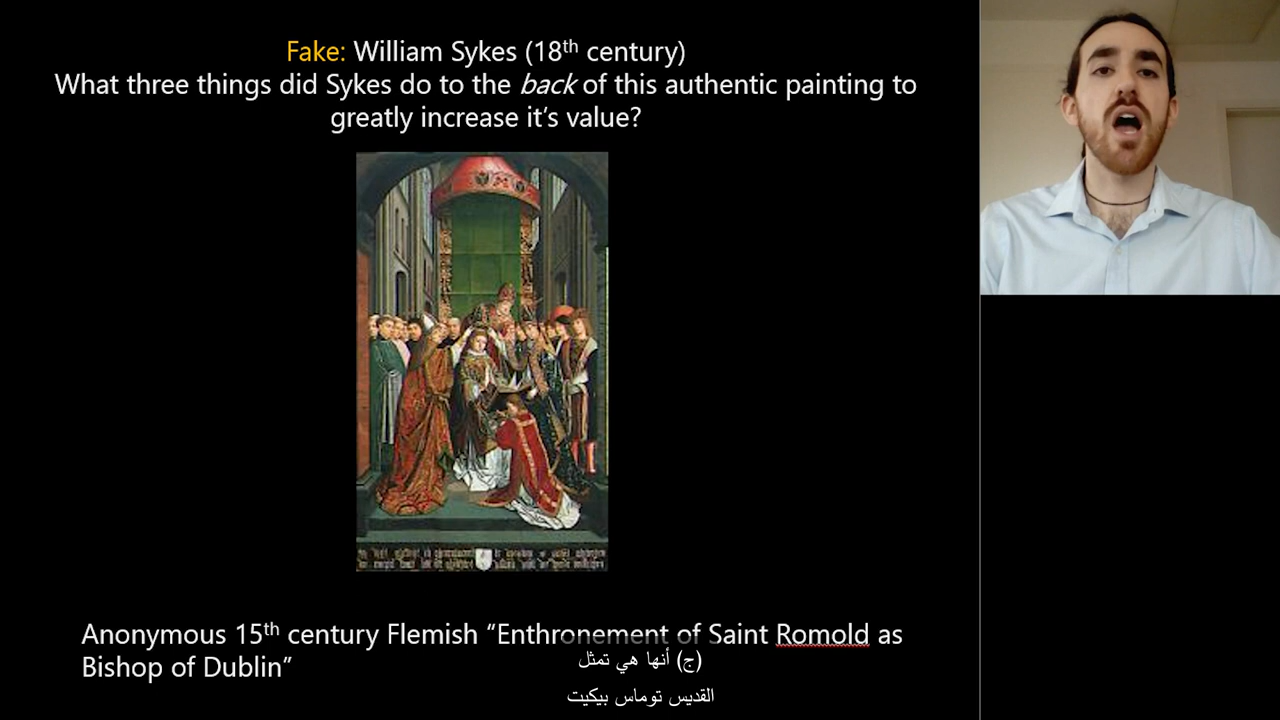 Fake: William Sykes (18th century)
What three things did Sykes do to the back of this authentic painting to
greatly increase it's value?
Anonymous 15th century Flemish “Enthronement of Saint Romold as
Bishop of Dublin”
(ج) أنها هي تمثل
القديس توماس بيكيت